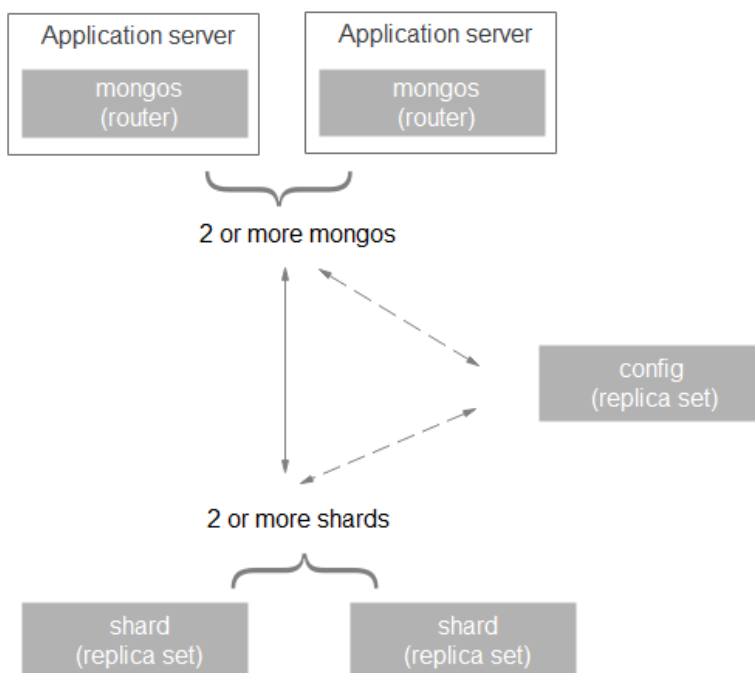 Application server
Application server
mongos
(router)
mongos
(router)
2 or more mongos
config
(replica set)
2 or more shards
shard
(replica set)
shard
(replica set)